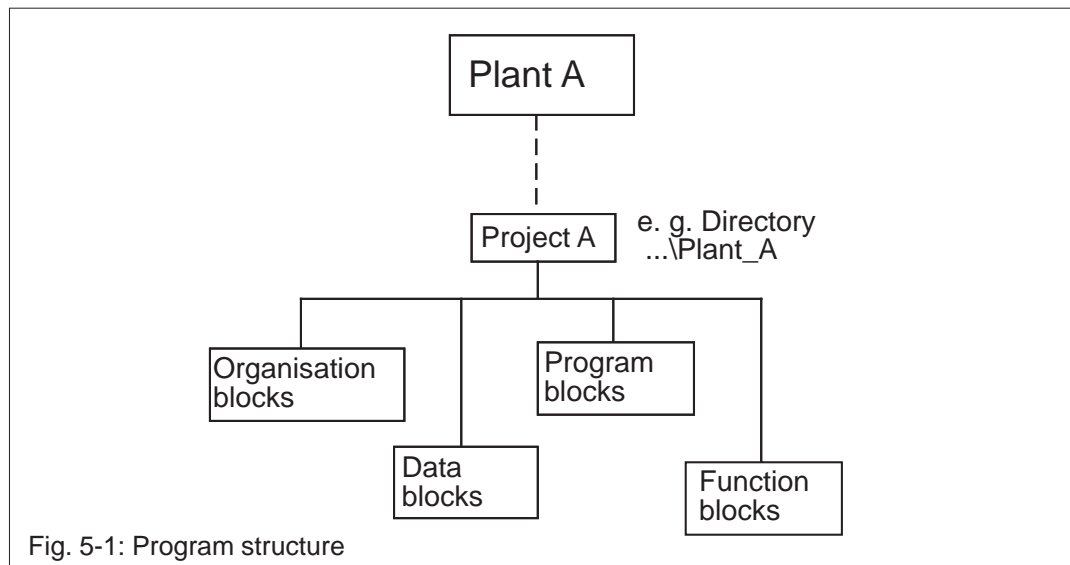 Plant A
Project A
e. g. Directory
...\Plant_A
Organisation
blocks
Program
blocks
Data
blocks
Function
blocks
Fig. 5-1: Program structure